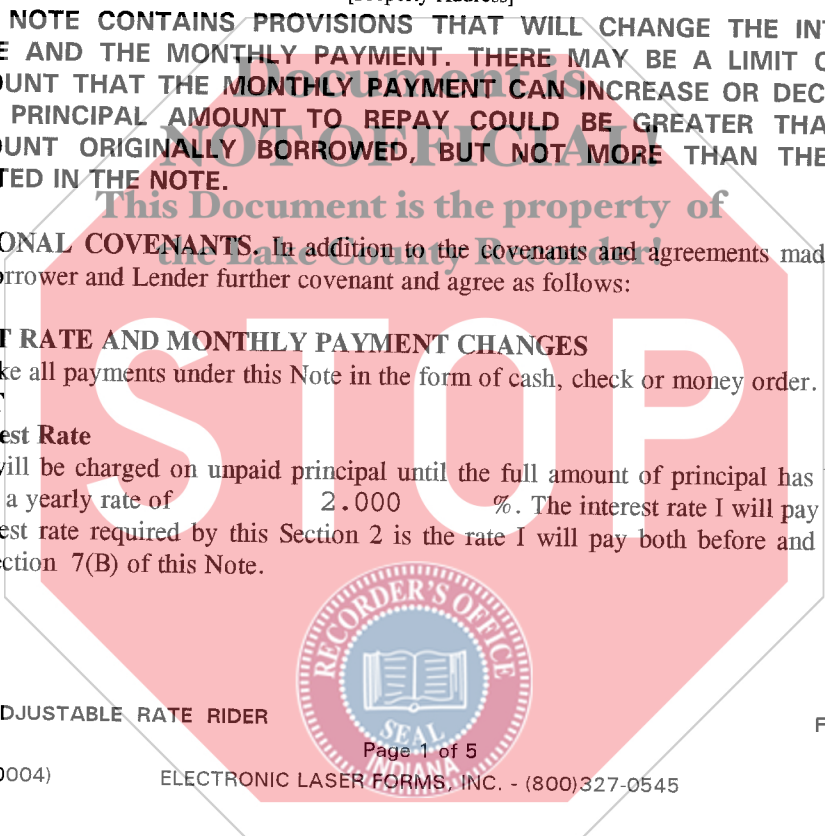 [Property Address]
NOTE CONTAINS PROVISIONS THAT WILL CHANGE THE INT
E AND THE MONTHLY PAYMENT. THERE MAY BE A LIMIT O
OUNT THAT THE MONTHLY PAYMENT CAN INCREASE OR DEC
PRINCIPAL AMOUNT TO REPAY COULD BE GREATER THA
OUNT ORIGINALLY BORROWED, BUT NOT MORE THAN THE
TED IN THE NOTE.
Document is
NOT OFFICIAL!
This Document is the property of
the Lake County Recorder!
ONAL COVENANTS. In addition to the covenants and agreements mad
orrower and Lender further covenant and agree as follows:
T RATE AND MONTHLY PAYMENT CHANGES
ke all payments under this Note in the form of cash, check or money order.
T
est Rate
will be charged on unpaid principal until the full amount of principal has
a yearly rate of 2.000 %. The interest rate I will pay
est rate required by this Section 2 is the rate I will pay both before and
ction 7(B) of this Note.
STOP
RECORDER'S OFFICE
SEAL
INDIANA
DJUSTABLE RATE RIDER
F
Page 1 of 5
0004)
ELECTRONIC LASER FORMS, INC. - (800)327-0545